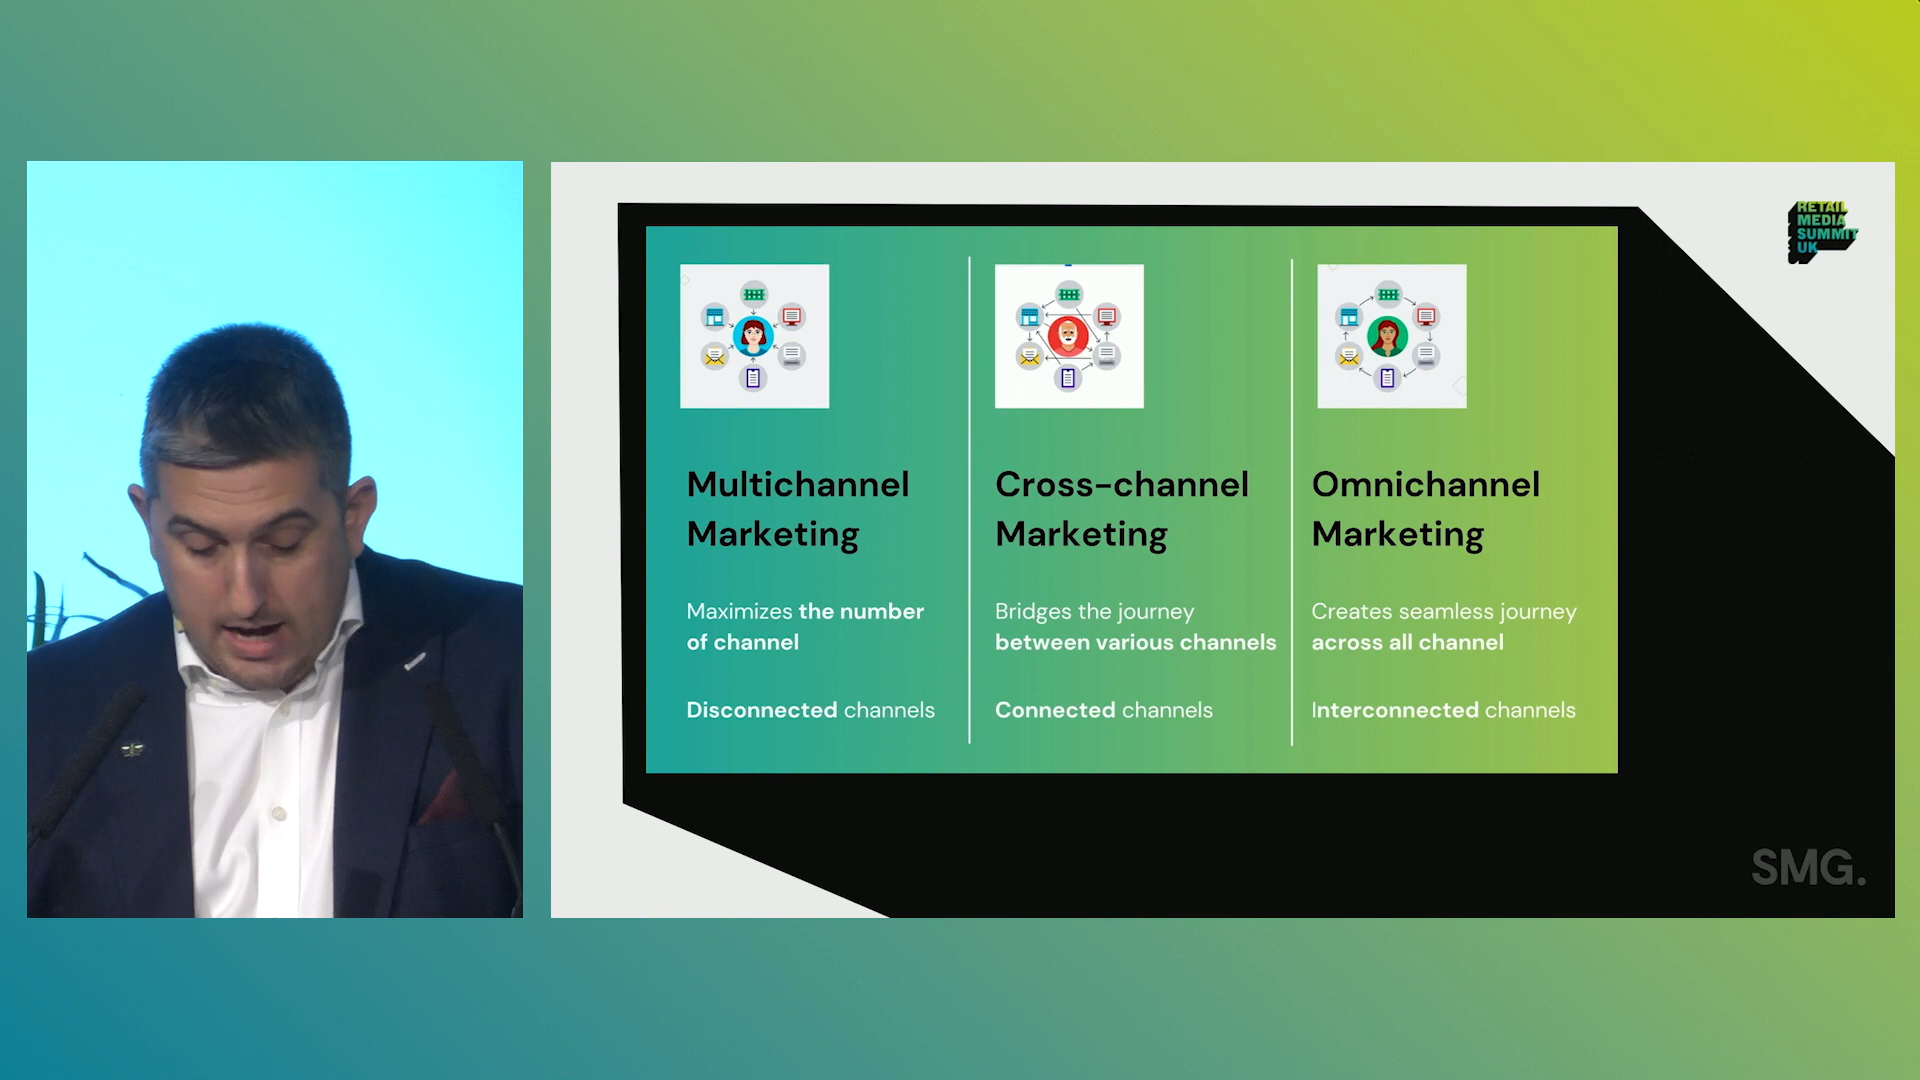 RETAIL
MEDIA
SUMMIT
UK
Multichannel
Marketing
Maximizes the number
of channel
Disconnected channels
Cross-channel
Marketing
Bridges the journey
between various channels
Connected channels
Omnichannel
Marketing
Creates seamless journey
across all channel
Interconnected channels
SMG.